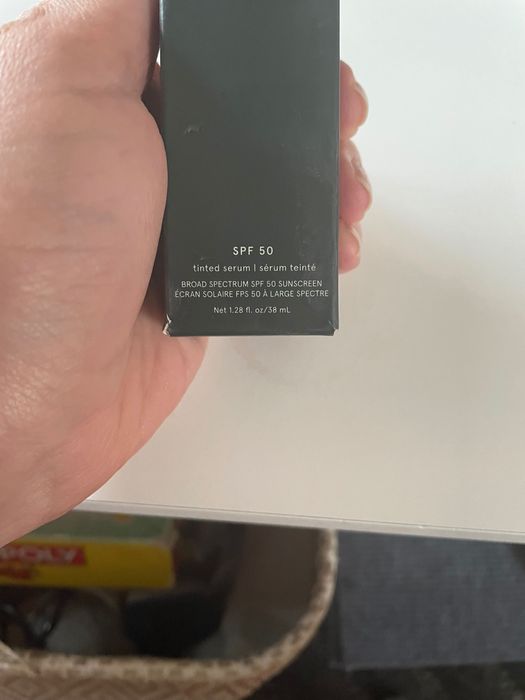 SPF 50
tinted serum | sérum teinté
BROAD SPECTRUM SPF 50 SUNSCREEN
ÉCRAN SOLAIRE FPS 50 À LARGE SPECTRE
Net 1.28 fl. oz/38 mL